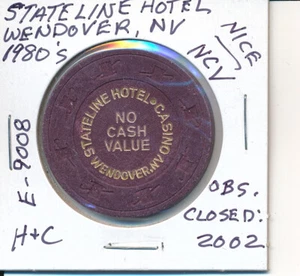 STATELINE HOTEL
WENDOVER, NV
1980's
NICE
NCV
STATELINE HOTEL • CASINO
NO
CASH
VALUE
WENDOVER, NV
E-9008
H+C
OBS.
CLOSED:
2002